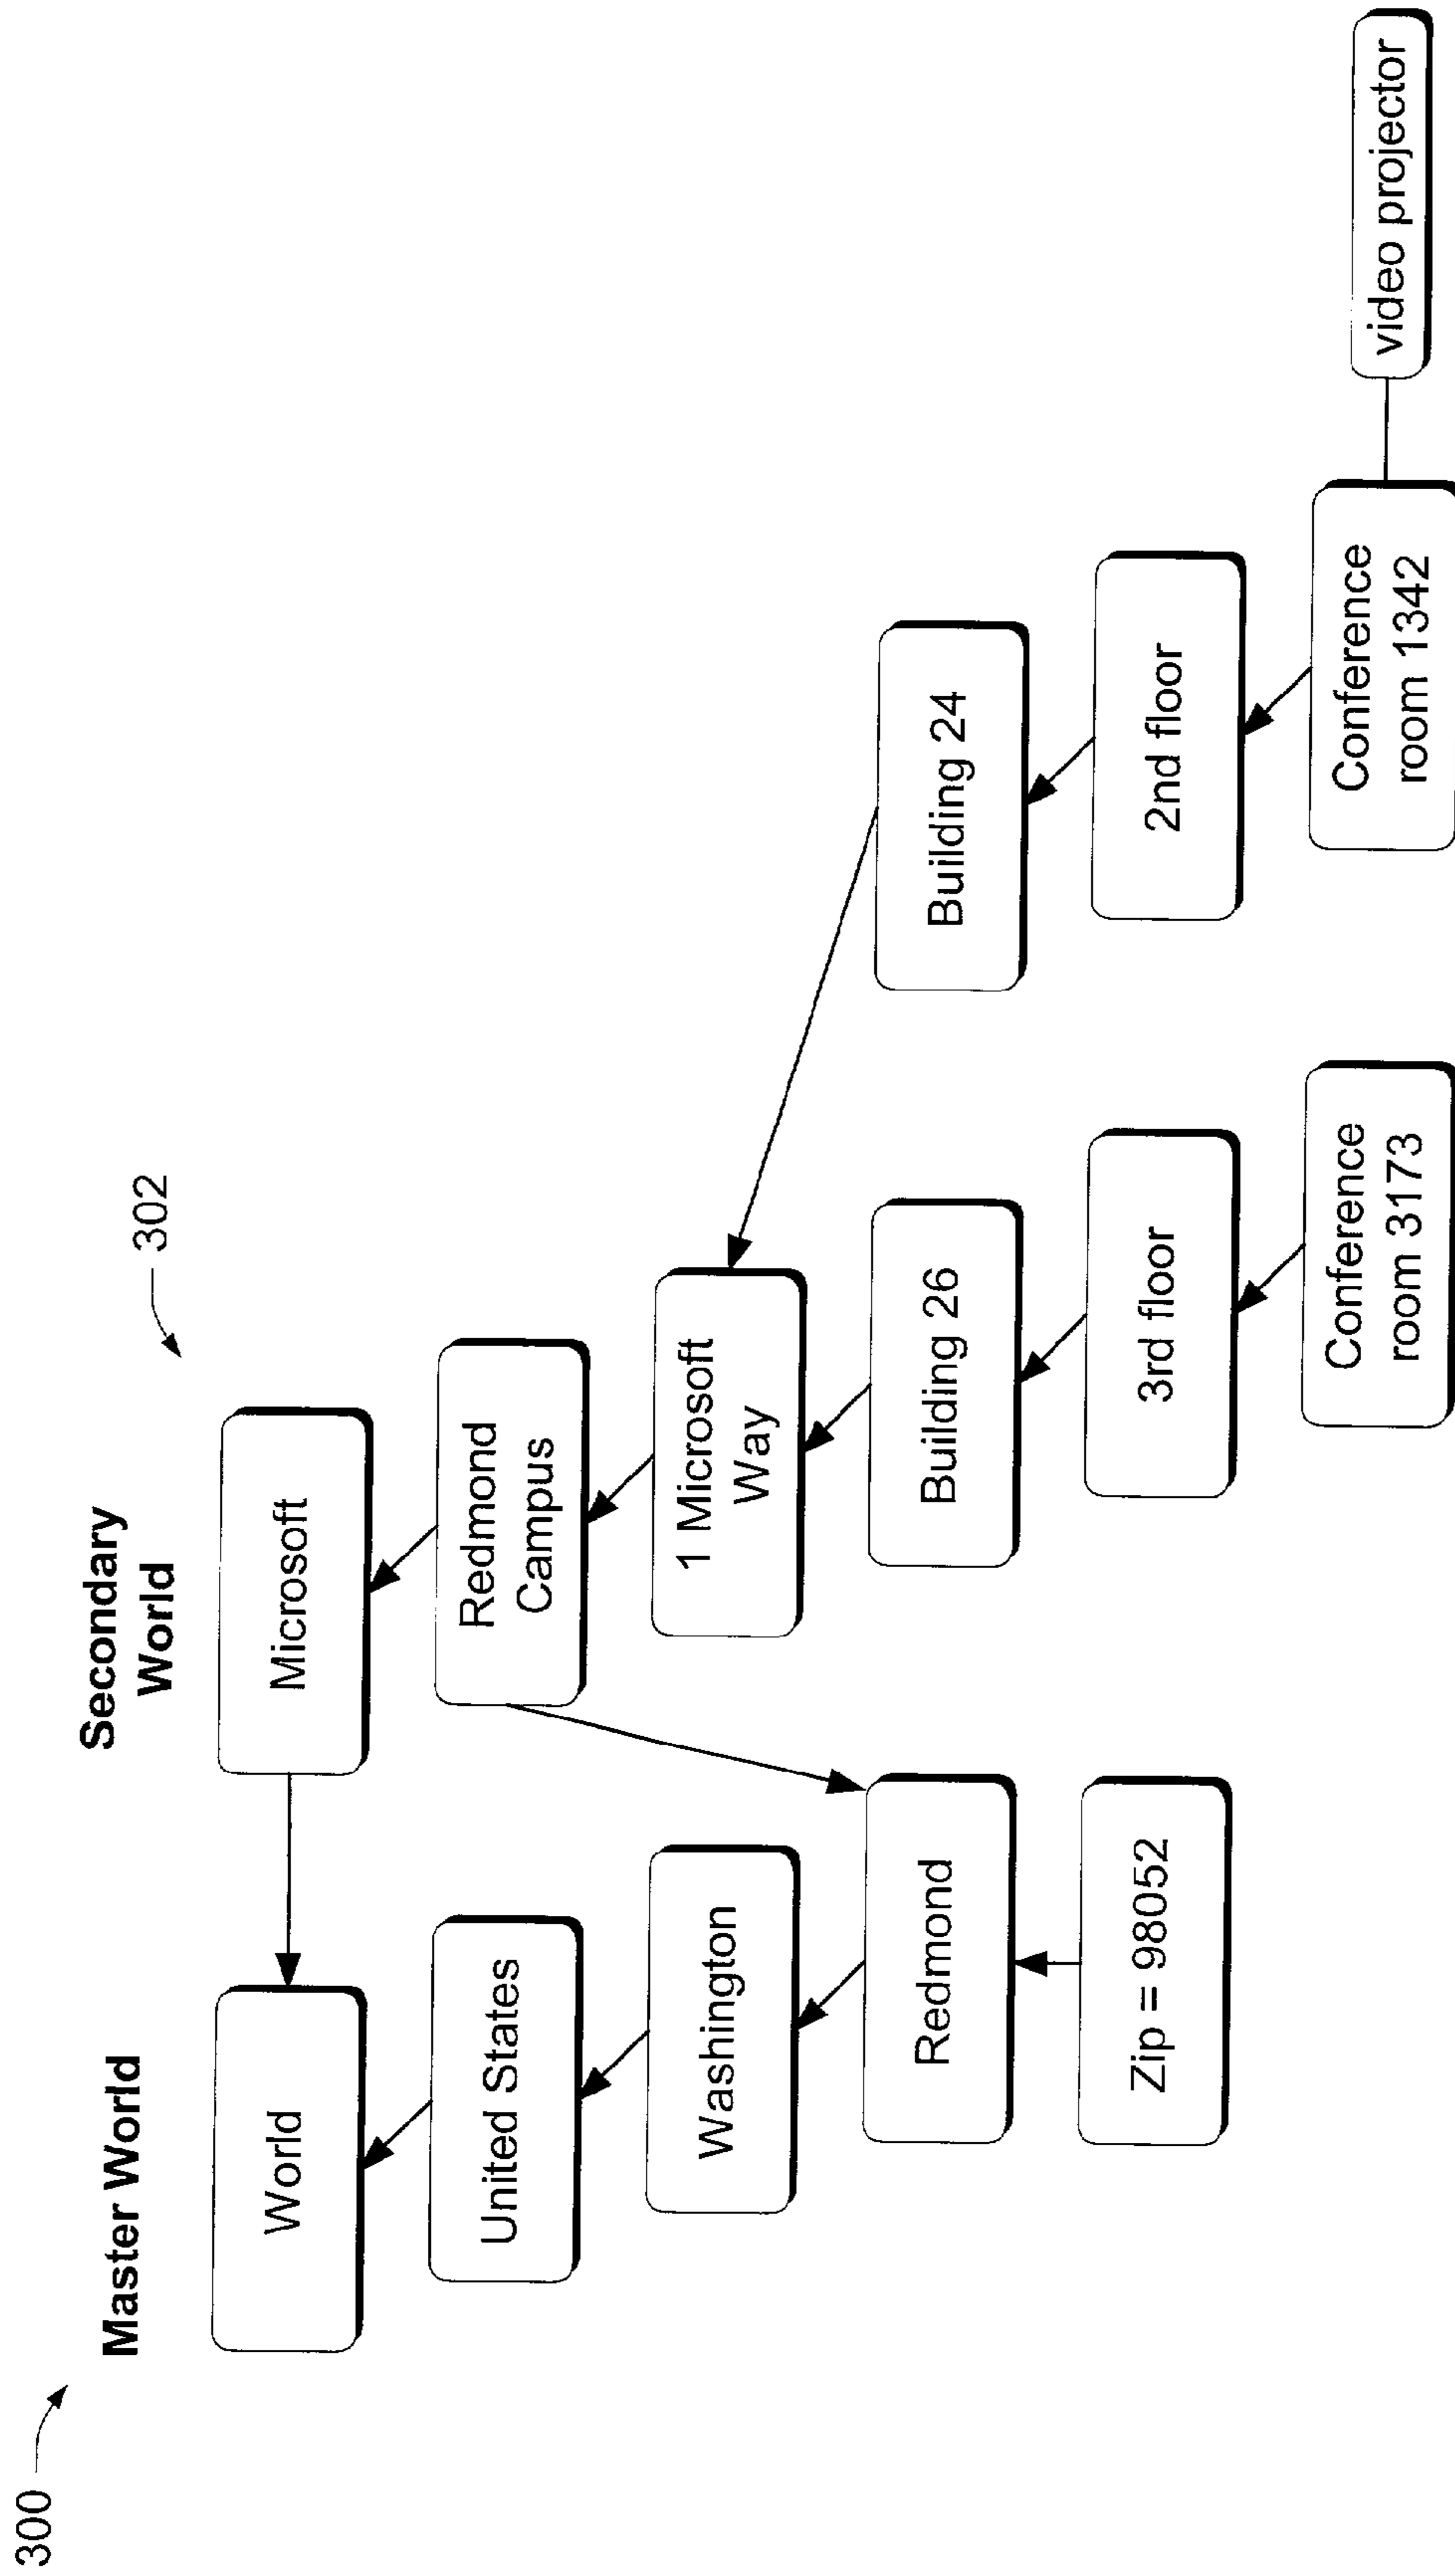 300
Master World
Secondary
World
302
World
Microsoft
United States
Redmond
Campus
Washington
1 Microsoft
Way
Redmond
Building 26
Building 24
Zip = 98052
3rd floor
2nd floor
Conference
room 3173
Conference
room 1342
video projector